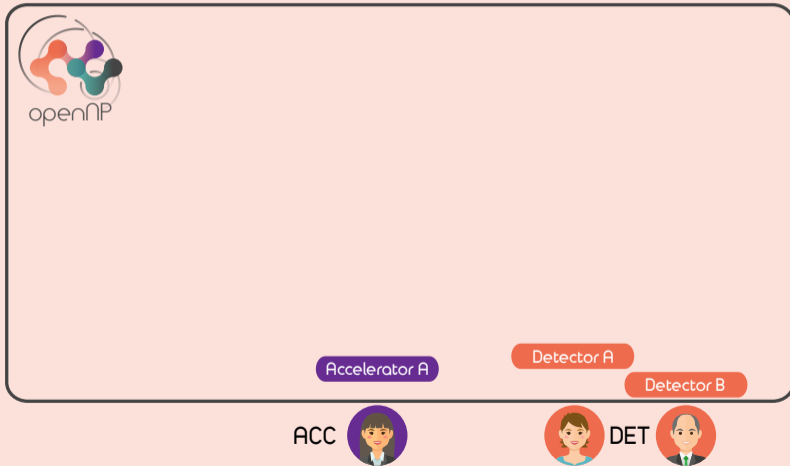 openNP
Accelerator A
Detector A
Detector B
ACC
DET